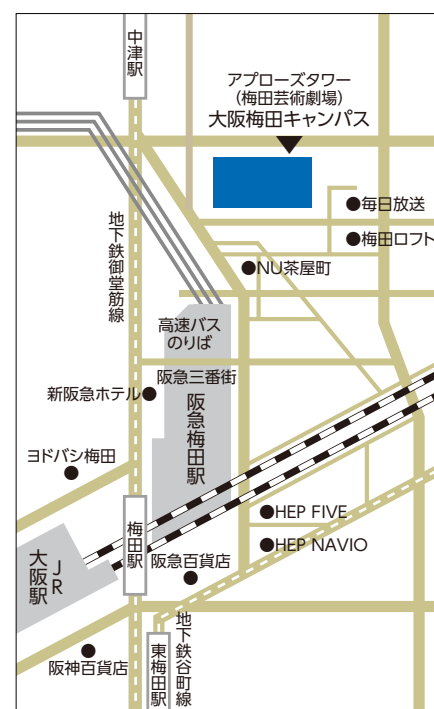 中津駅
アプローズタワー
(梅田芸術劇場)
大阪梅田キャンパス
毎日放送
地下鉄御堂筋線
梅田ロフト
NU茶屋町
高速バス
のりば
阪急三番街
新阪急ホテル
阪急梅田駅
ヨドバシ梅田
梅田駅
HEP FIVE
HEP NAVIO
JR
大阪駅
阪急百貨店
地下鉄谷町線
東梅田駅
阪神百貨店